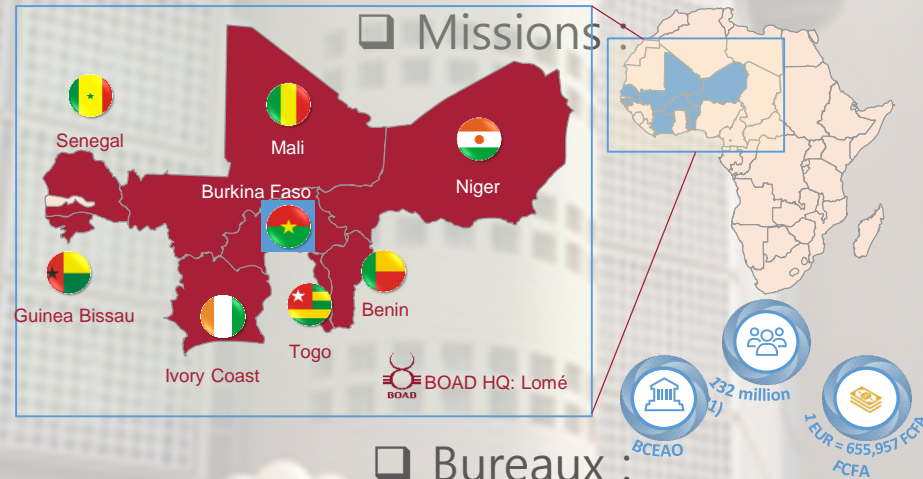 Missions :
Senegal
Mali
Niger
Burkina Faso
Guinea Bissau
Benin
Togo
Ivory Coast
BOAD
BOAD HQ: Lomé
132 million
1)
BCEAO
1 EUR = 655,957 FCFA
FCFA
Bureaux :